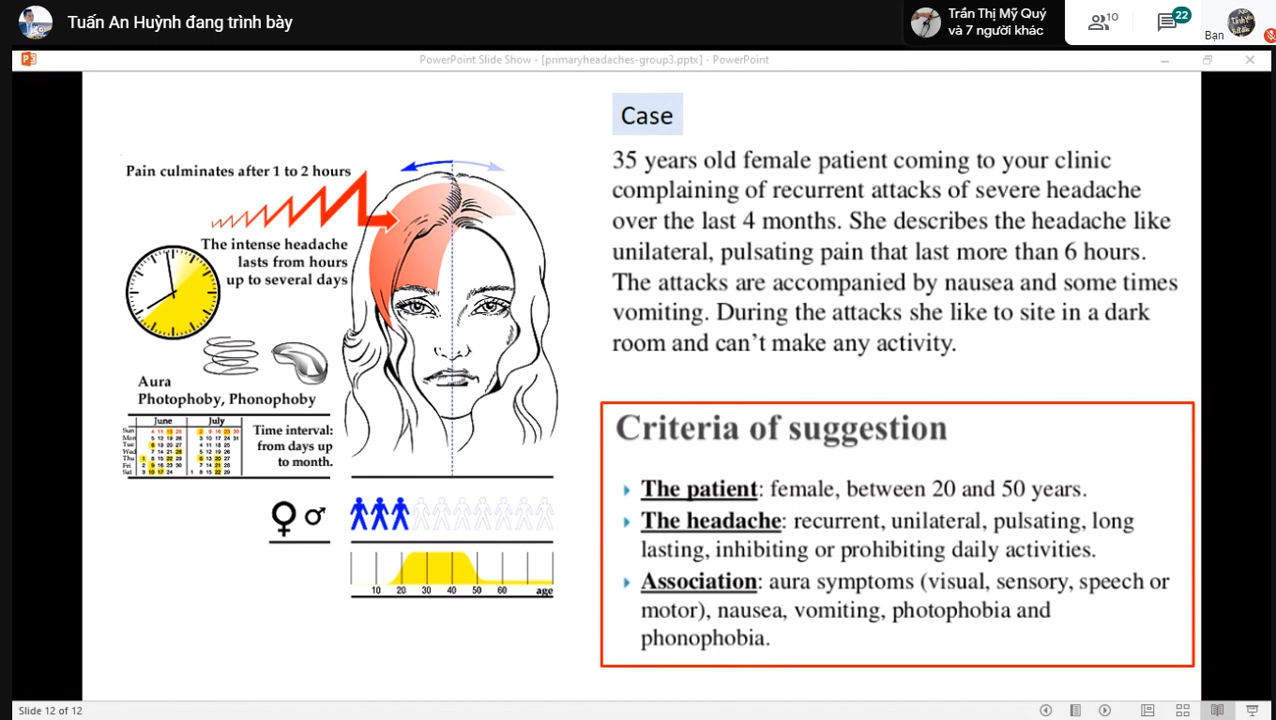 Tuấn An Huỳnh đang trình bày
Trần Thị Mỹ Quý
và 7 người khác
10
22
Bạn
PowerPoint Slide Show - [primaryheadaches-group3.pptx] - PowerPoint
Pain culminates after 1 to 2 hours
The intense headache
lasts from hours
up to several days
Aura
Photophoby, Phonophoby
June July
Time interval:
from days up
to month.
10 20 30 40 50 60 age
Case
35 years old female patient coming to your clinic
complaining of recurrent attacks of severe headache
over the last 4 months. She describes the headache like
unilateral, pulsating pain that last more than 6 hours.
The attacks are accompanied by nausea and some times
vomiting. During the attacks she like to site in a dark
room and can't make any activity.
Criteria of suggestion
The patient: female, between 20 and 50 years.
The headache: recurrent, unilateral, pulsating, long
lasting, inhibiting or prohibiting daily activities.
Association: aura symptoms (visual, sensory, speech or
motor), nausea, vomiting, photophobia and
phonophobia.
Slide 12 of 12